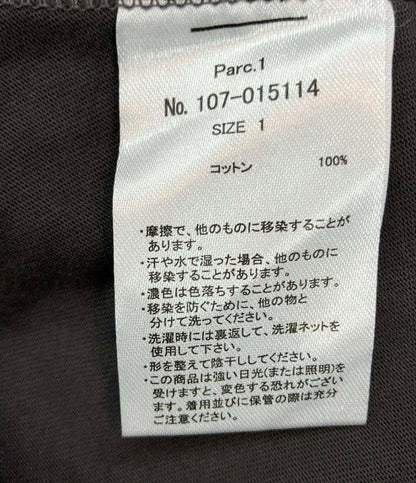 Parc.1
No. 107-015114
SIZE 1
コットン 100%
・摩擦で、他のものに移染することが
あります。
・汗や水で湿った場合、他のものに
移染することがあります。
・濃色は色落ちすることがあります。
・移染を防ぐために、他の物と
分けて洗ってください。
・洗濯時には裏返して、洗濯ネットを
使用して下さい。
・形を整えて陰干ししてください。
・この商品は強い日光(または照明)を
受けますと、変色する恐れがござい
ます。着用並びに保管の際は充分
ご注意ください。